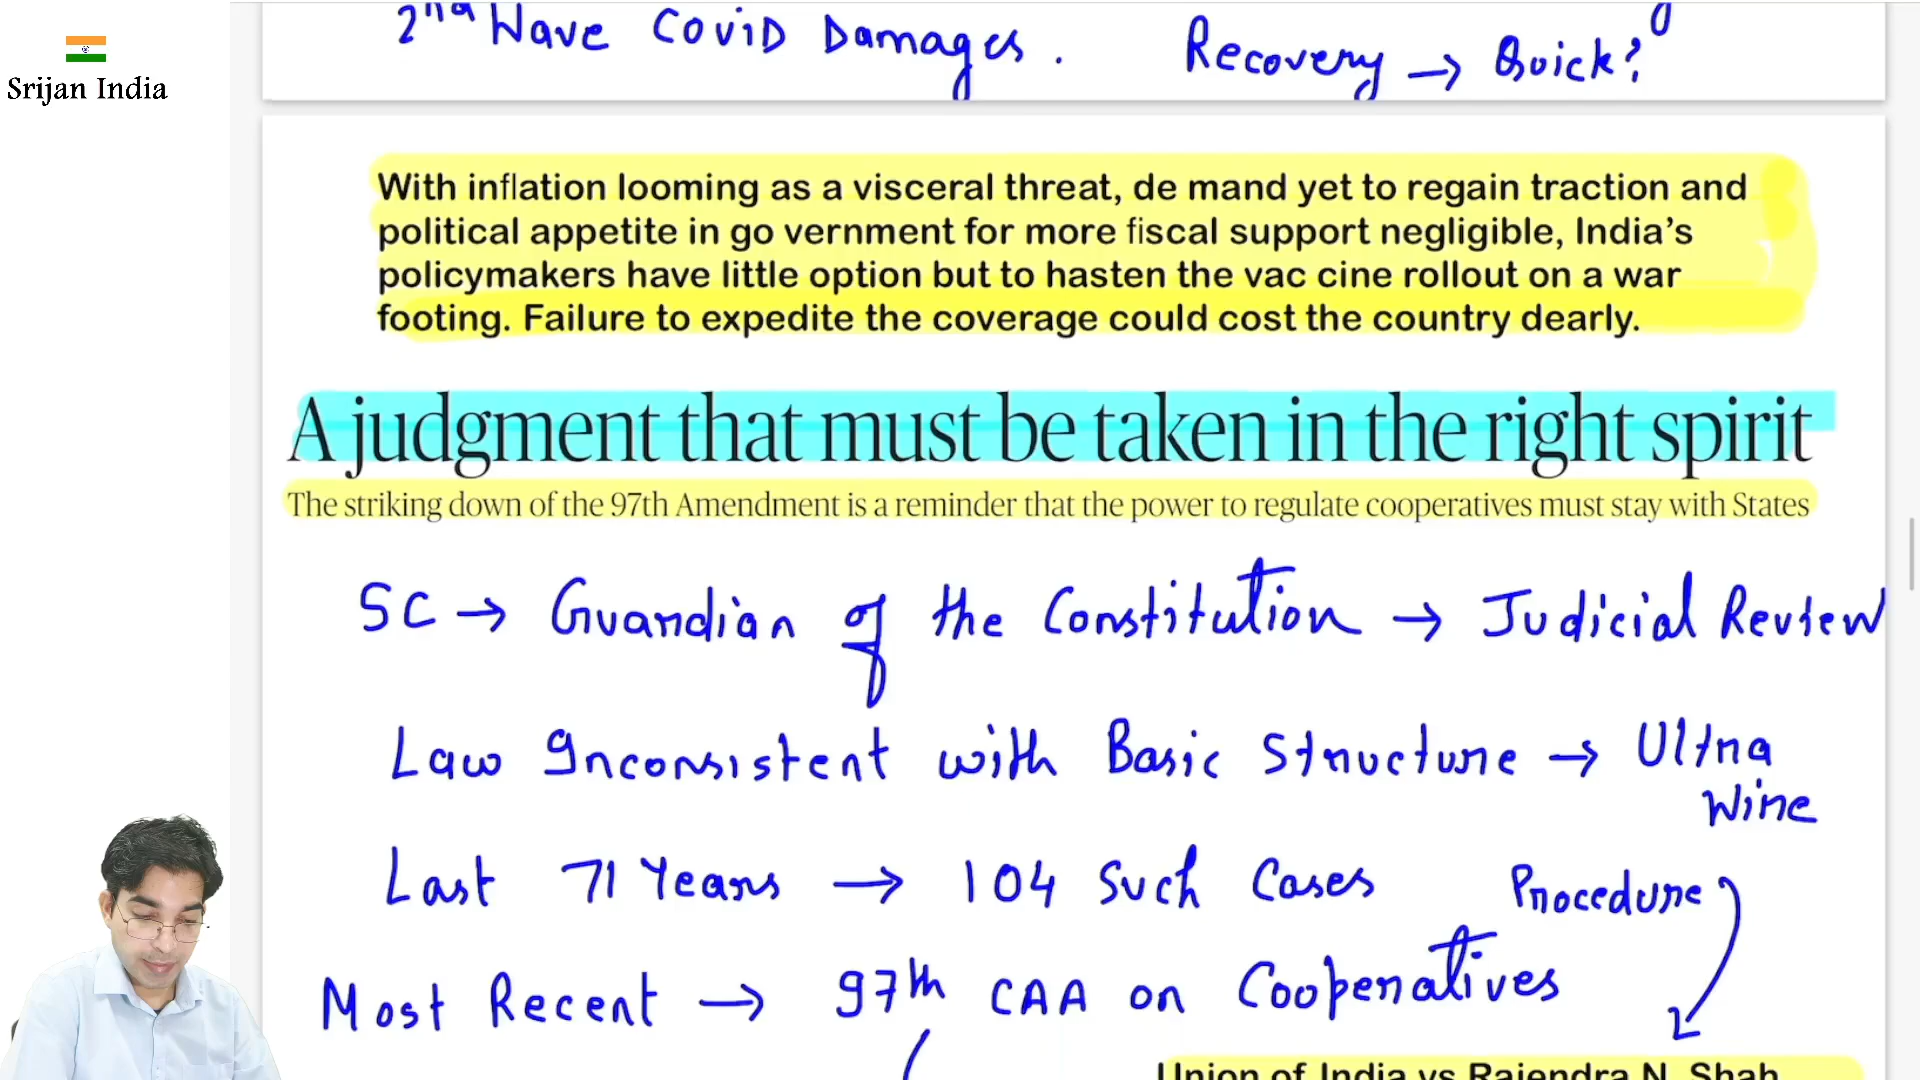 Srijan India
2nd Wave COVID Damages.
Recovery → Quick?
With inflation looming as a visceral threat, de mand yet to regain traction and
political appetite in go vernment for more fiscal support negligible, India's
policymakers have little option but to hasten the vac cine rollout on a war
footing. Failure to expedite the coverage could cost the country dearly.
A judgment that must be taken in the right spirit
The striking down of the 97th Amendment is a reminder that the power to regulate cooperatives must stay with States
SC → Guardian of the Constitution → Judicial Review
Law Inconsistent with Basic Structure → Ultra
Vires
Last 71 Years → 104 Such Cases
Procedure
Most Recent → 97th CAA on Cooperatives
Union of India vs Rajendra N. Shah